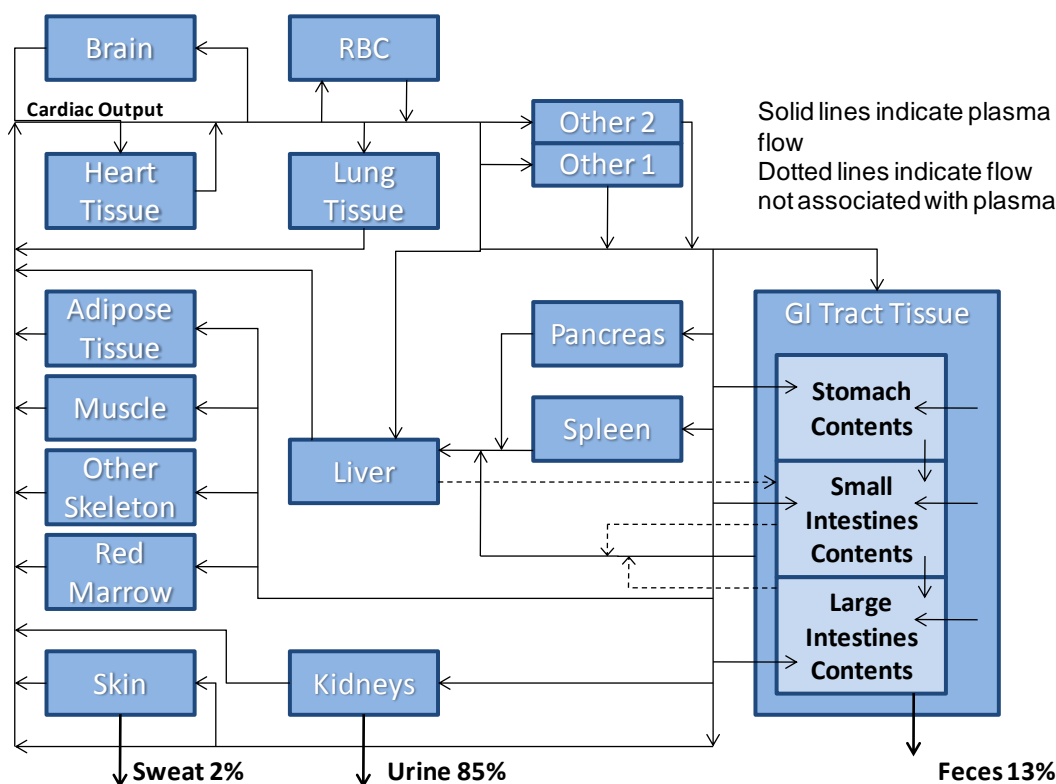 Brain
RBC
Cardiac Output
Other 2
Other 1
Solid lines indicate plasma
flow
Dotted lines indicate flow
not associated with plasma
Heart
Tissue
Lung
Tissue
Adipose
Tissue
Pancreas
GI Tract Tissue
Stomach
Contents
Muscle
Spleen
Liver
Other
Skeleton
Small
Intestines
Contents
Red
Marrow
Large
Intestines
Contents
Skin
Kidneys
Sweat 2%
Urine 85%
Feces 13%